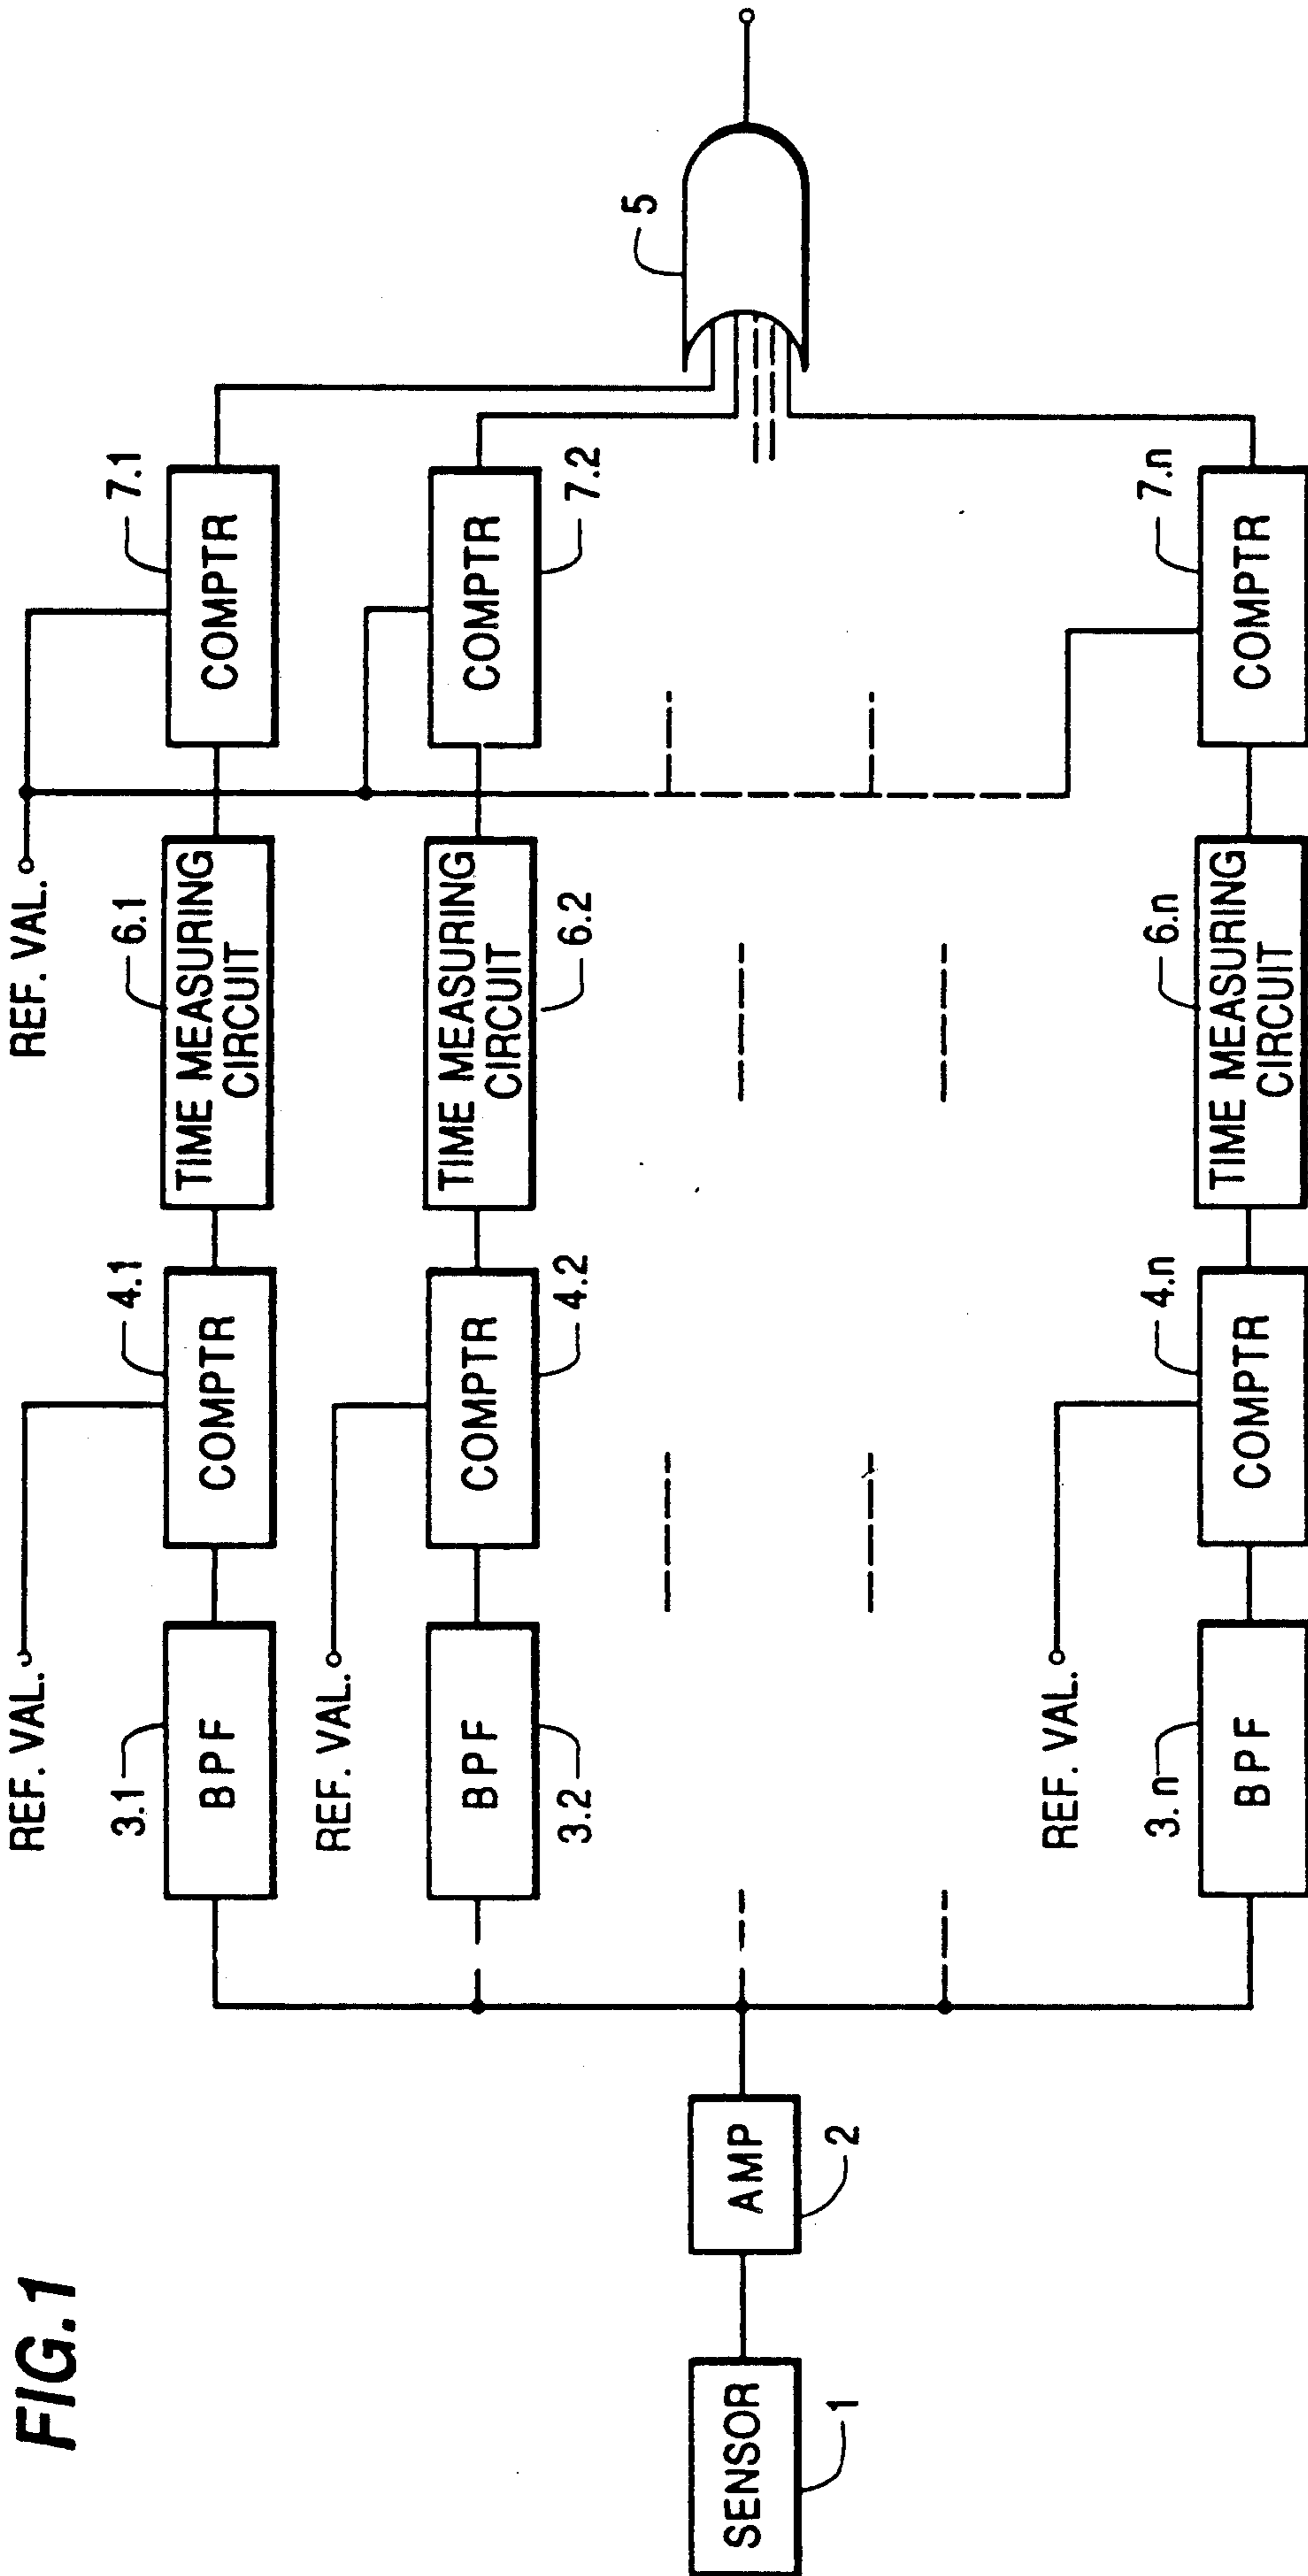 FIG.1
REF. VAL.
REF. VAL.
3.1
4.1
6.1
7.1
BPF
COMPTR
TIME MEASURING
CIRCUIT
COMPTR
REF. VAL.
BPF
COMPTR
TIME MEASURING
CIRCUIT
COMPTR
3.2
4.2
6.2
7.2
5
SENSOR
AMP
1
2
REF. VAL.
3.n
4.n
6.n
7.n
BPF
COMPTR
TIME MEASURING
CIRCUIT
COMPTR